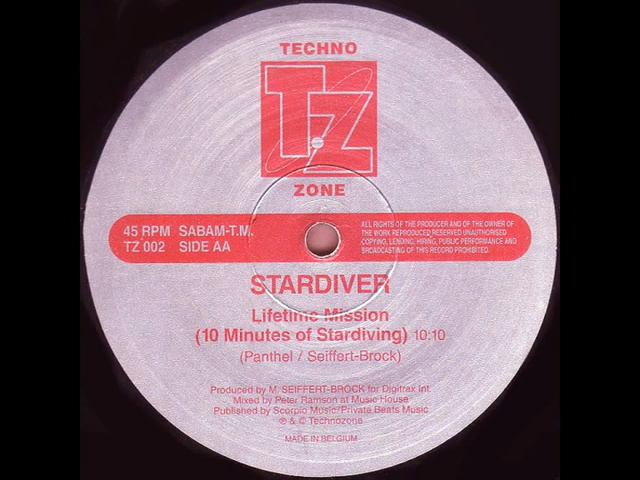 TECHNO
TZ
ZONE
45 RPM SABAM-T.M.
TZ 002 SIDE AA
ALL RIGHTS OF THE PRODUCER AND OF THE OWNER OF
THE WORK REPRODUCED RESERVED UNAUTHORISED
COPYING, LENDING, HIRING, PUBLIC PERFORMANCE AND
BROADCASTING OF THIS RECORD PROHIBITED.
STARDIVER
Lifetime Mission
(10 Minutes of Stardiving) 10:10
(Panthel / Seiffert-Brock)
Produced by M. SEIFFERT-BROCK for Digitrax Int.
Mixed by Peter Ramson at Music House
Published by Scorpio Music/Private Beats Music
℗ & © Technozone
MADE IN BELGIUM